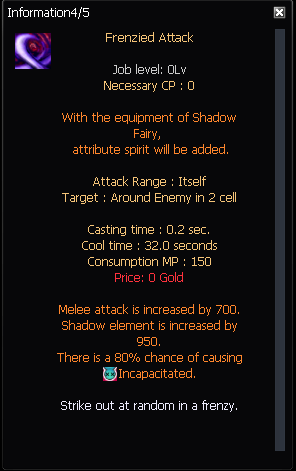 Information4/5
Frenzied Attack
Job level: 0Lv
Necessary CP : 0
With the equipment of Shadow
Fairy,
attribute spirit will be added.
Attack Range : Itself
Target : Around Enemy in 2 cell
Casting time : 0.2 sec.
Cool time : 32.0 seconds
Consumption MP : 150
Price: 0 Gold
Melee attack is increased by 700.
Shadow element is increased by
950.
There is a 80% chance of causing
Incapacitated.
Strike out at random in a frenzy.